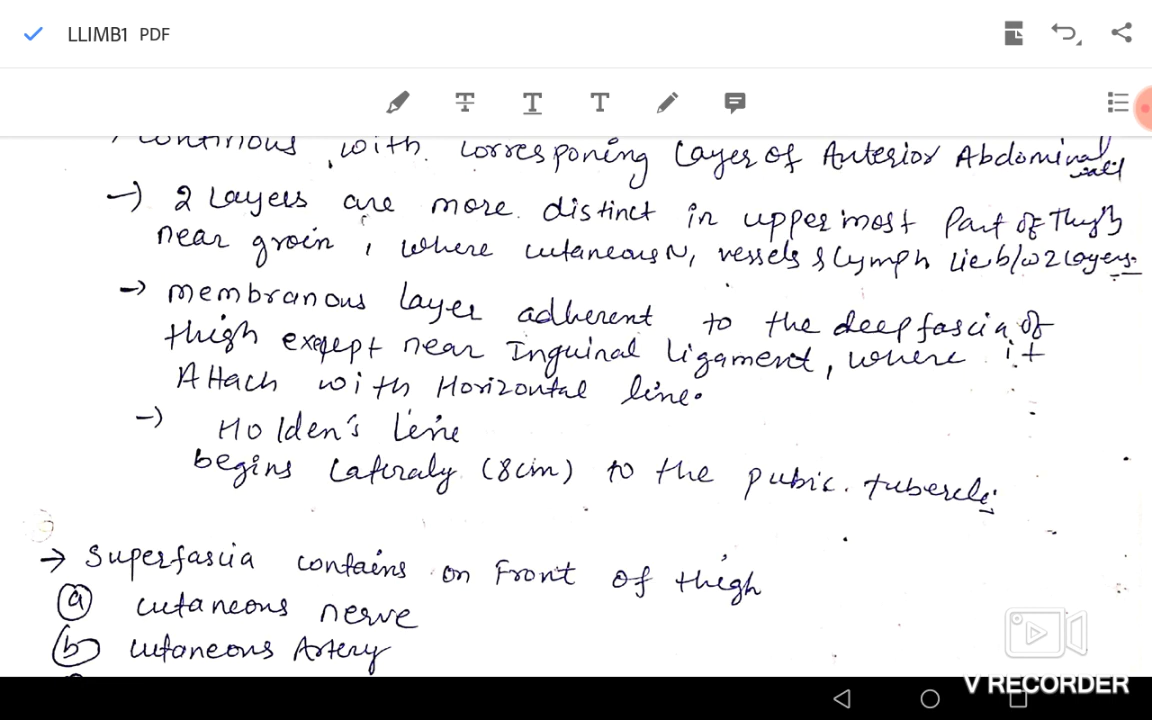 LLIMB1 PDF
continous with corresponing Layer of Anterior Abdominal wall
-) 2 Layers are more distinct in upper most Part of Thigh
near groin, where cutaneous N, vessels & Lymph Lie b/w 2 Layers.
-> membranous layer adherent to the deep fascia of
thigh except near Inguinal ligament, where it
Attach with Horizontal line.
-) Holden's Line
begins Lateraly (8cm) to the pubic. tubercle
-> Superfascia contains on Front of thigh
(a) cutaneous nerve
(b) cutaneous Artery
V RECORDER